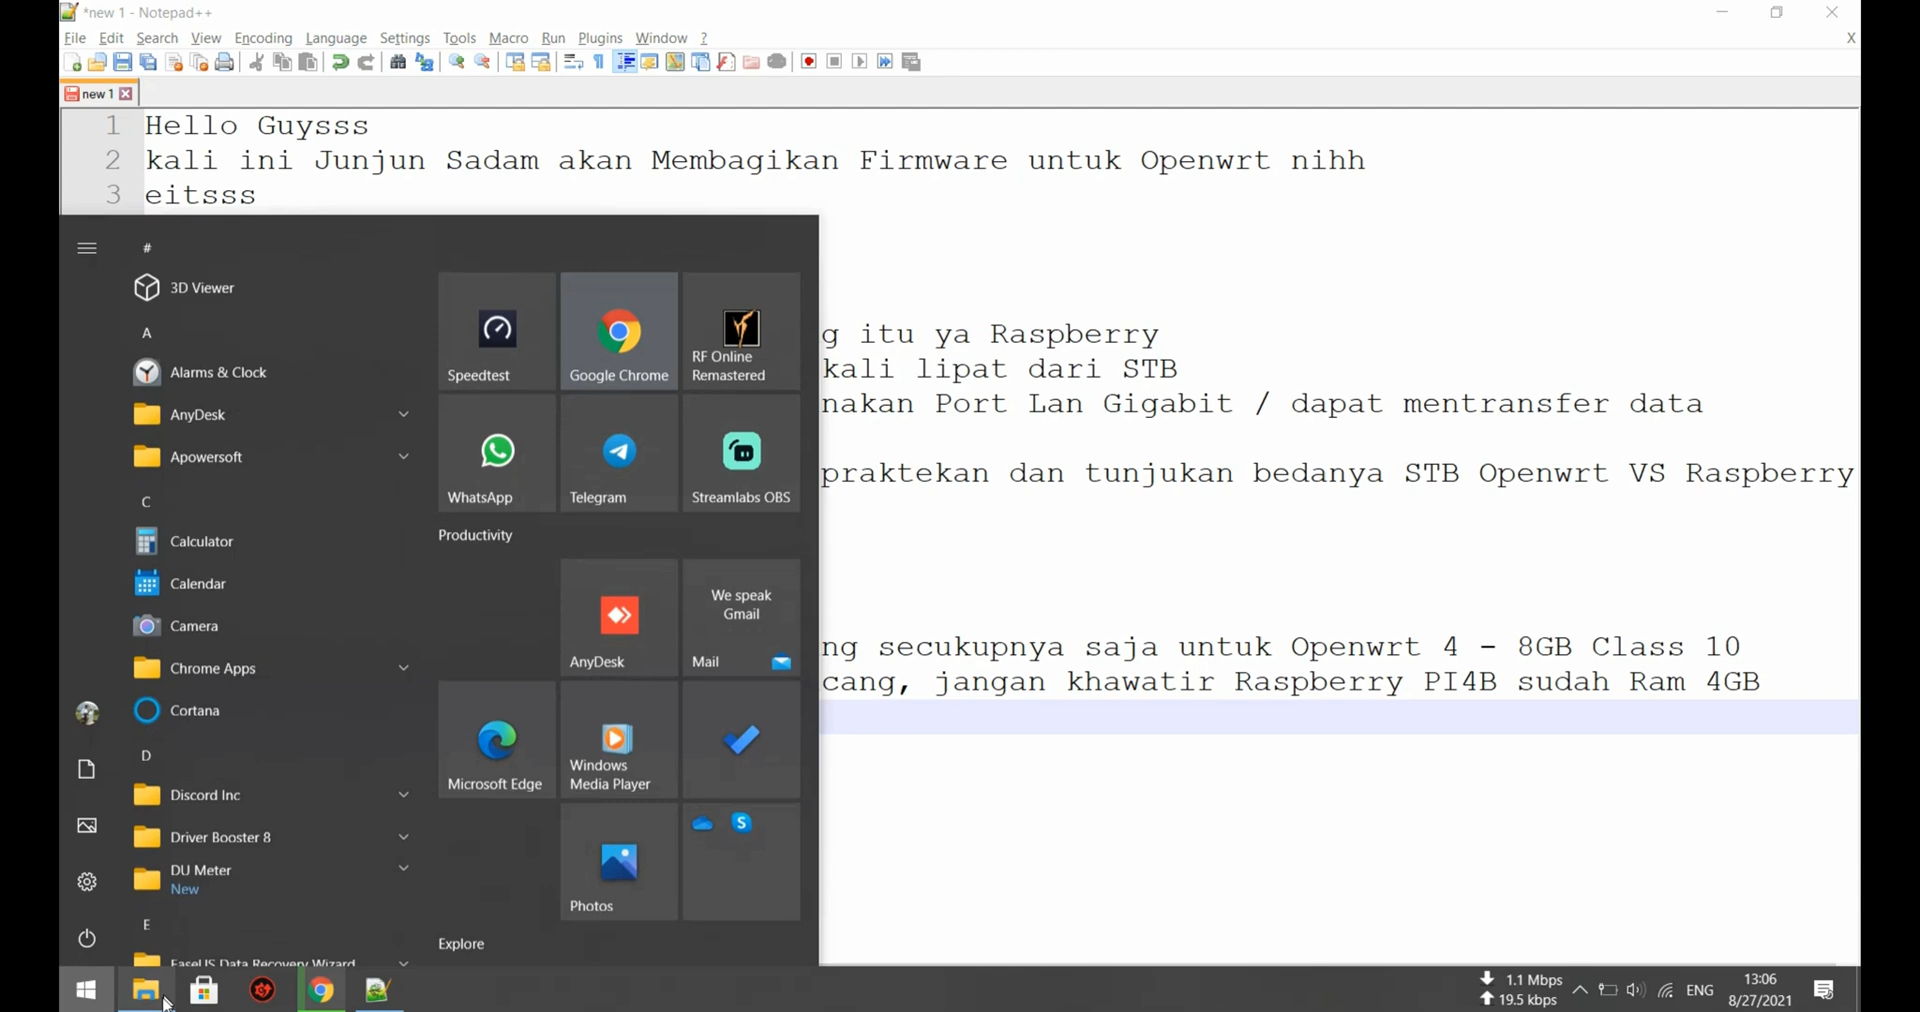 *new 1 - Notepad++
File Edit Search View Encoding Language Settings Tools Macro Run Plugins Window ?
X
new 1
1 Hello Guysss
2 kali ini Junjun Sadam akan Membagikan Firmware untuk Openwrt nihh
3 eitsss
g itu ya Raspberry
kali lipat dari STB
nakan Port Lan Gigabit / dapat mentransfer data
praktekan dan tunjukan bedanya STB Openwrt VS Raspberry
ng secukupnya saja untuk Openwrt 4 - 8GB Class 10
cang, jangan khawatir Raspberry PI4B sudah Ram 4GB
#
3D Viewer
A
Alarms & Clock
AnyDesk
Apowersoft
C
Calculator
Calendar
Camera
Chrome Apps
Cortana
D
Discord Inc
Driver Booster 8
DU Meter
New
E
EaseUS Data Recovery Wizard
Speedtest
Google Chrome
RF Online
Remastered
WhatsApp
Telegram
Streamlabs OBS
Productivity
AnyDesk
We speak
Gmail
Mail
Microsoft Edge
Windows
Media Player
Photos
Explore
1.1 Mbps
19.5 kbps
ENG
13:06
8/27/2021